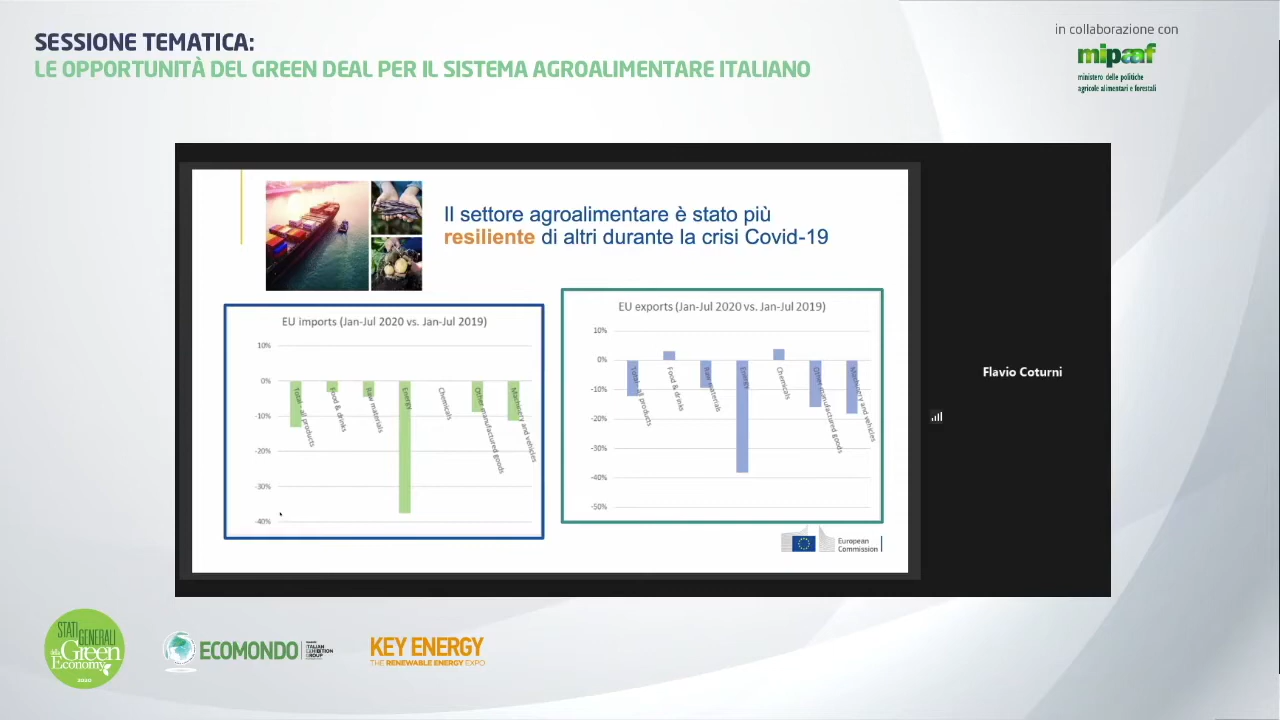 SESSIONE TEMATICA:
LE OPPORTUNITÀ DEL GREEN DEAL PER IL SISTEMA AGROALIMENTARE ITALIANO
in collaborazione con
mipaaf
ministero delle politiche
agricole alimentari e forestali
Il settore agroalimentare è stato più
resiliente di altri durante la crisi Covid-19
EU imports (Jan-Jul 2020 vs. Jan-Jul 2019)
10%
0%
-10%
-20%
-30%
-40%
Total - all products
Food & drinks
Raw materials
Energy
Chemicals
Other manufactured goods
Machinery and vehicles
EU exports (Jan-Jul 2020 vs. Jan-Jul 2019)
10%
0%
-10%
-20%
-30%
-40%
-50%
Total - all products
Food & drinks
Raw materials
Energy
Chemicals
Other manufactured goods
Machinery and vehicles
European
Commission
Flavio Coturni
STATI GENERALI
della Green
Economy
2020
ECOMONDO
ITALIAN
EXHIBITION
GROUP
KEY ENERGY
THE RENEWABLE ENERGY EXPO